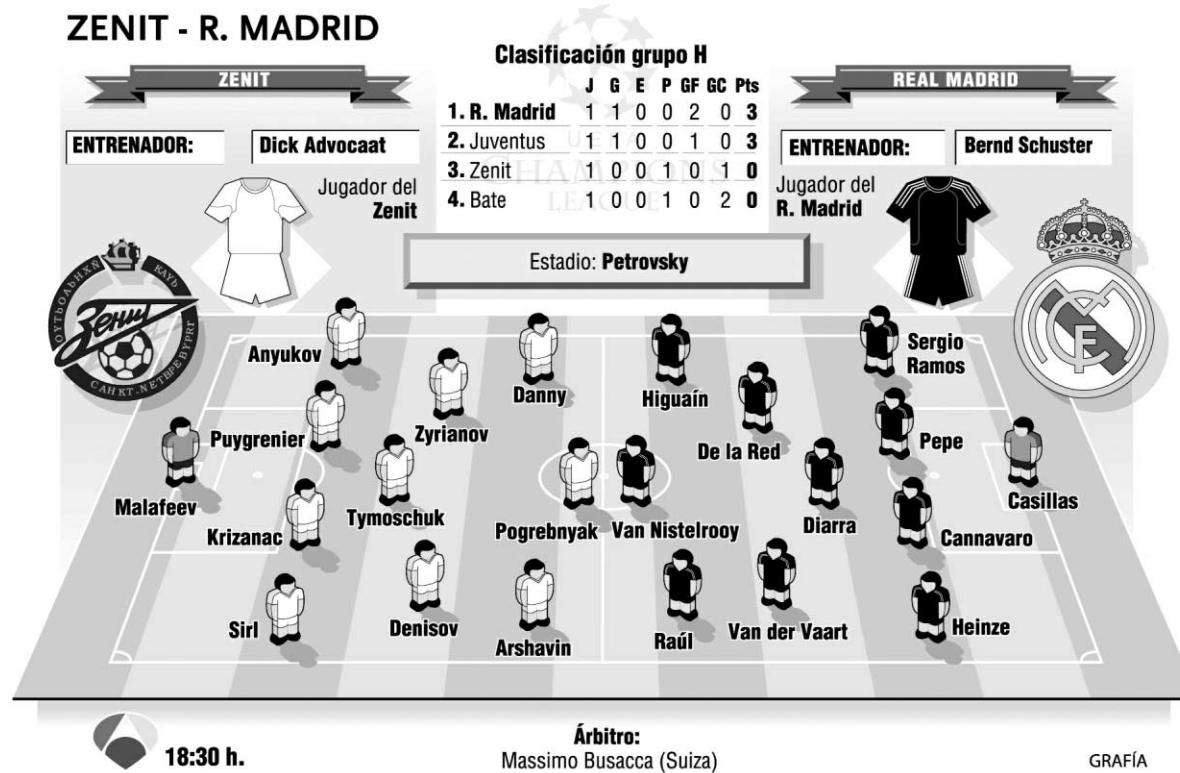 ZENIT - R. MADRID
Clasificación grupo H
J G E P GF GC Pts
1. R. Madrid 1 1 0 0 2 0 3
2. Juventus 1 1 0 0 1 0 3
3. Zenit 1 0 0 1 0 1 0
4. Bate 1 0 0 1 0 2 0
UEFA
CHAMPIONS
LEAGUE
ZENIT
ENTRENADOR:
Dick Advocaat
Jugador del
Zenit
REAL MADRID
ENTRENADOR:
Bernd Schuster
Jugador del
R. Madrid
Estadio: Petrovsky
Зенит
Anyukov
Danny
Higuaín
Sergio
Ramos
Puygrenier
Zyrianov
De la Red
Pepe
Malafeev
Krizanac
Tymoschuk
Pogrebnyak
Van Nistelrooy
Diarra
Cannavaro
Casillas
Sirl
Denisov
Arshavin
Raúl
Van der Vaart
Heinze
18:30 h.
Árbitro:
Massimo Busacca (Suiza)
GRAFÍA